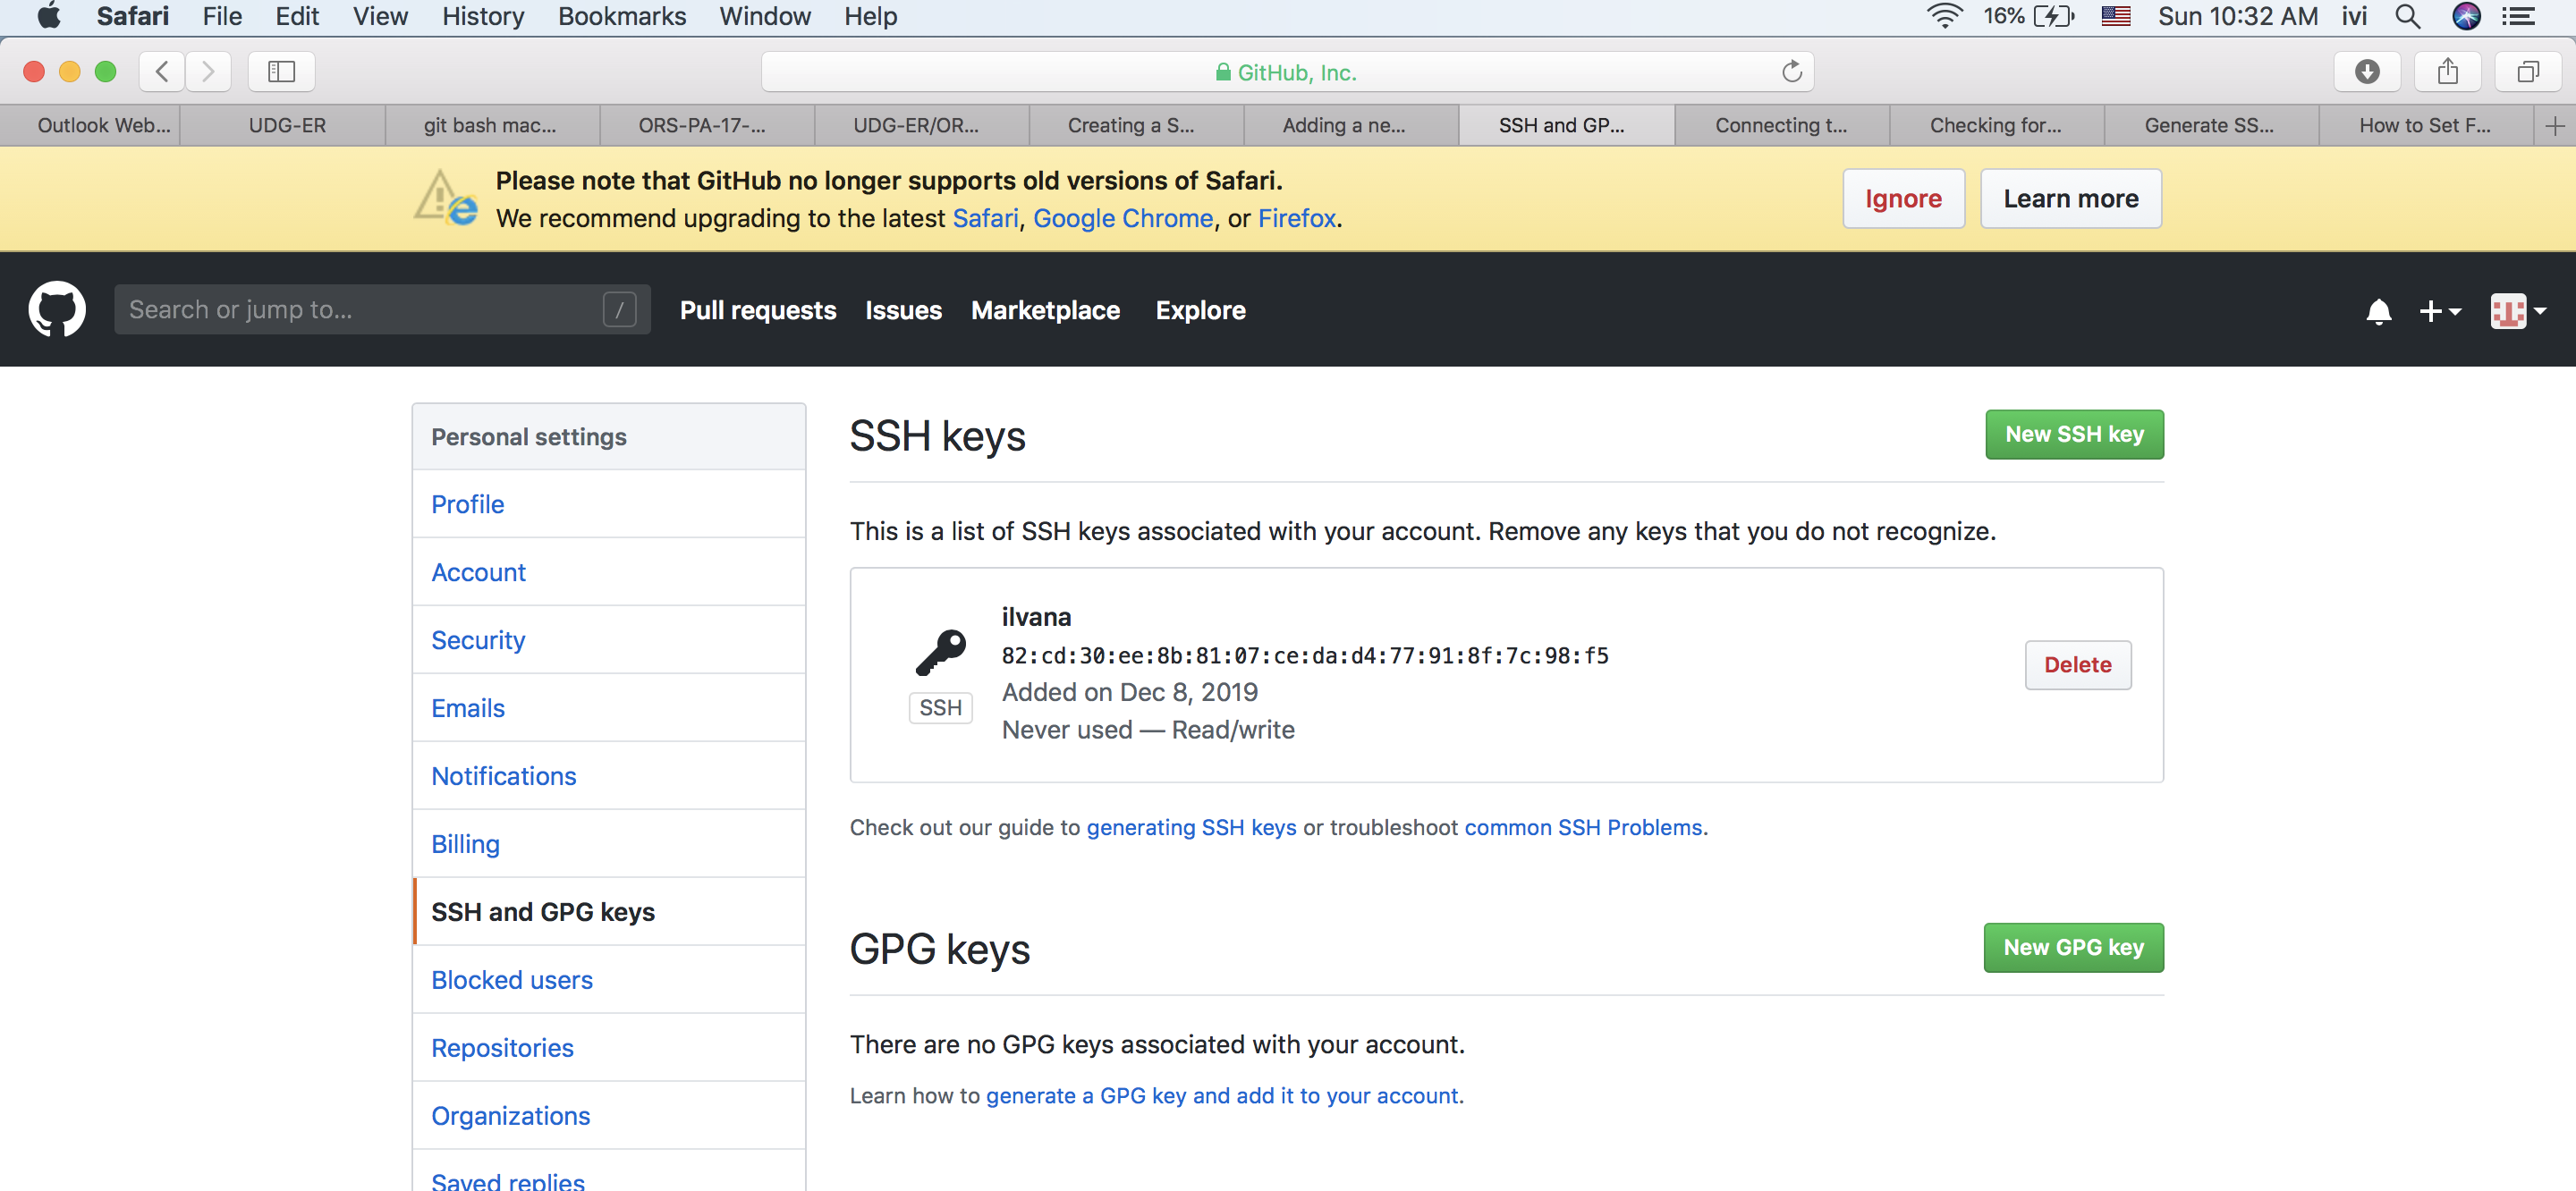 Safari File Edit View History Bookmarks Window Help 16% Sun 10:32 AM ivi
GitHub, Inc.
Outlook Web... UDG-ER git bash mac... ORS-PA-17-... UDG-ER/OR... Creating a S... Adding a ne... SSH and GP... Connecting t... Checking for... Generate SS... How to Set F...
Please note that GitHub no longer supports old versions of Safari.
We recommend upgrading to the latest Safari, Google Chrome, or Firefox.
Ignore Learn more
Search or jump to... / Pull requests Issues Marketplace Explore
Personal settings
Profile
Account
Security
Emails
Notifications
Billing
SSH and GPG keys
Blocked users
Repositories
Organizations
Saved replies
SSH keys
New SSH key
This is a list of SSH keys associated with your account. Remove any keys that you do not recognize.
SSH
ilvana
82:cd:30:ee:8b:81:07:ce:da:d4:77:91:8f:7c:98:f5
Added on Dec 8, 2019
Never used — Read/write
Delete
Check out our guide to generating SSH keys or troubleshoot common SSH Problems.
GPG keys
New GPG key
There are no GPG keys associated with your account.
Learn how to generate a GPG key and add it to your account.